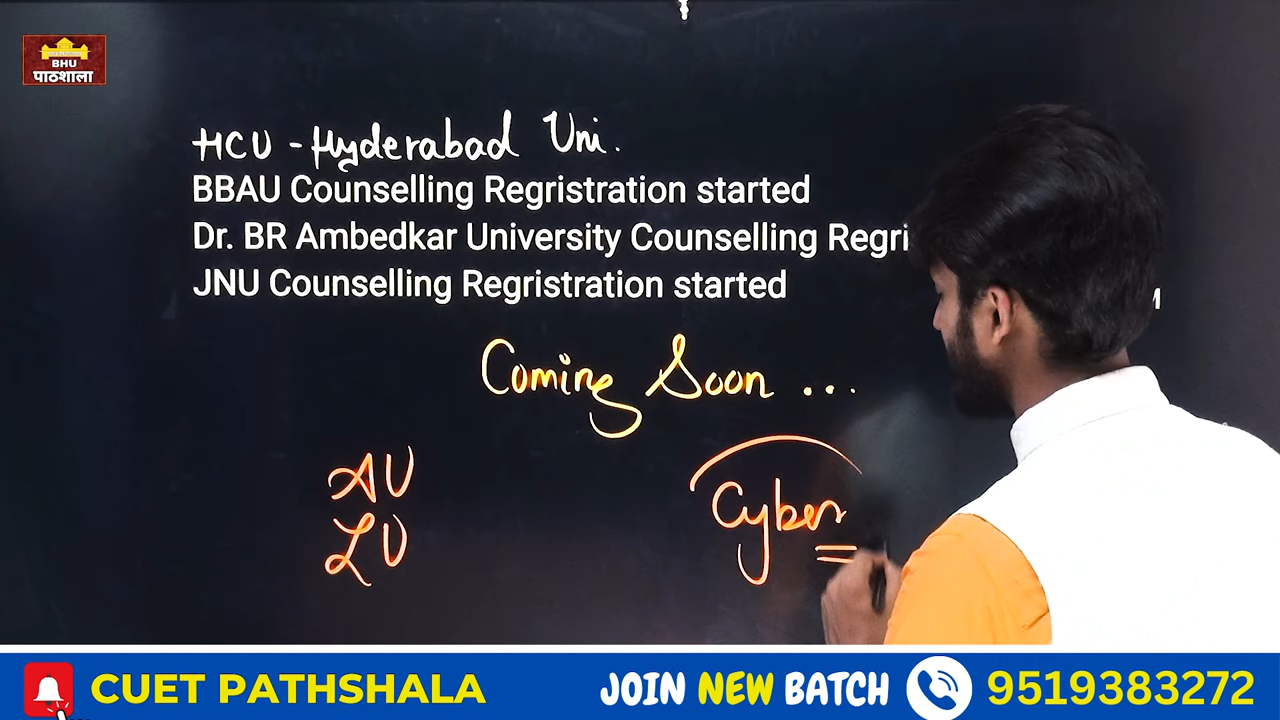 BHU
पाठशाला
HCU - Hyderabad Uni.
BBAU Counselling Regristration started
Dr. BR Ambedkar University Counselling Regri
JNU Counselling Regristration started
Coming Soon ...
AU
LU
Cyber
CUET PATHSHALA
JOIN NEW BATCH
9519383272